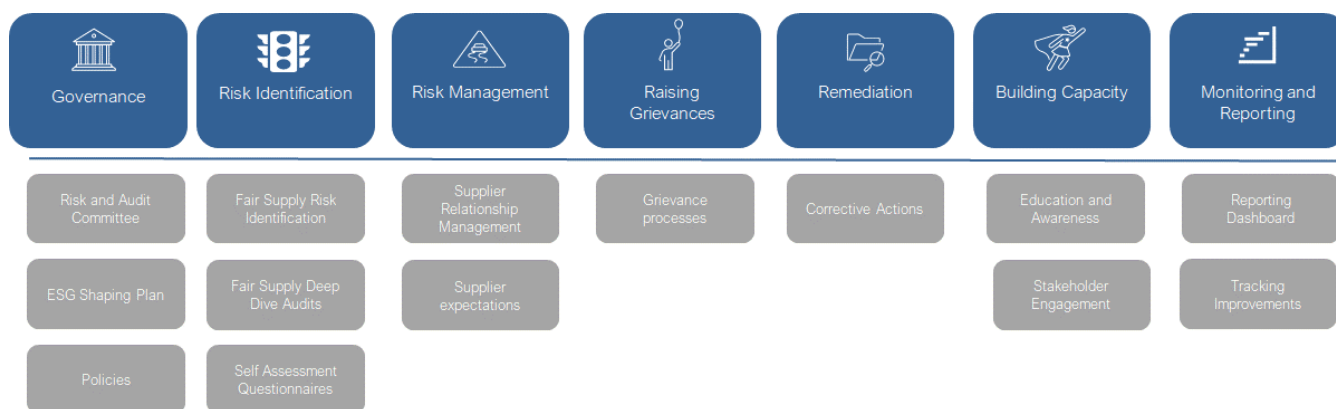 Governance
Risk Identification
Risk Management
Raising
Grievances
Remediation
Building Capacity
Monitoring and
Reporting
Risk and Audit
Committee
Fair Supply Risk
Identification
Supplier
Relationship
Management
Grievance
processes
Corrective Actions
Education and
Awareness
Reporting
Dashboard
ESG Shaping Plan
Fair Supply Deep
Dive Audits
Supplier
expectations
Stakeholder
Engagement
Tracking
Improvements
Policies
Self Assessment
Questionnaires